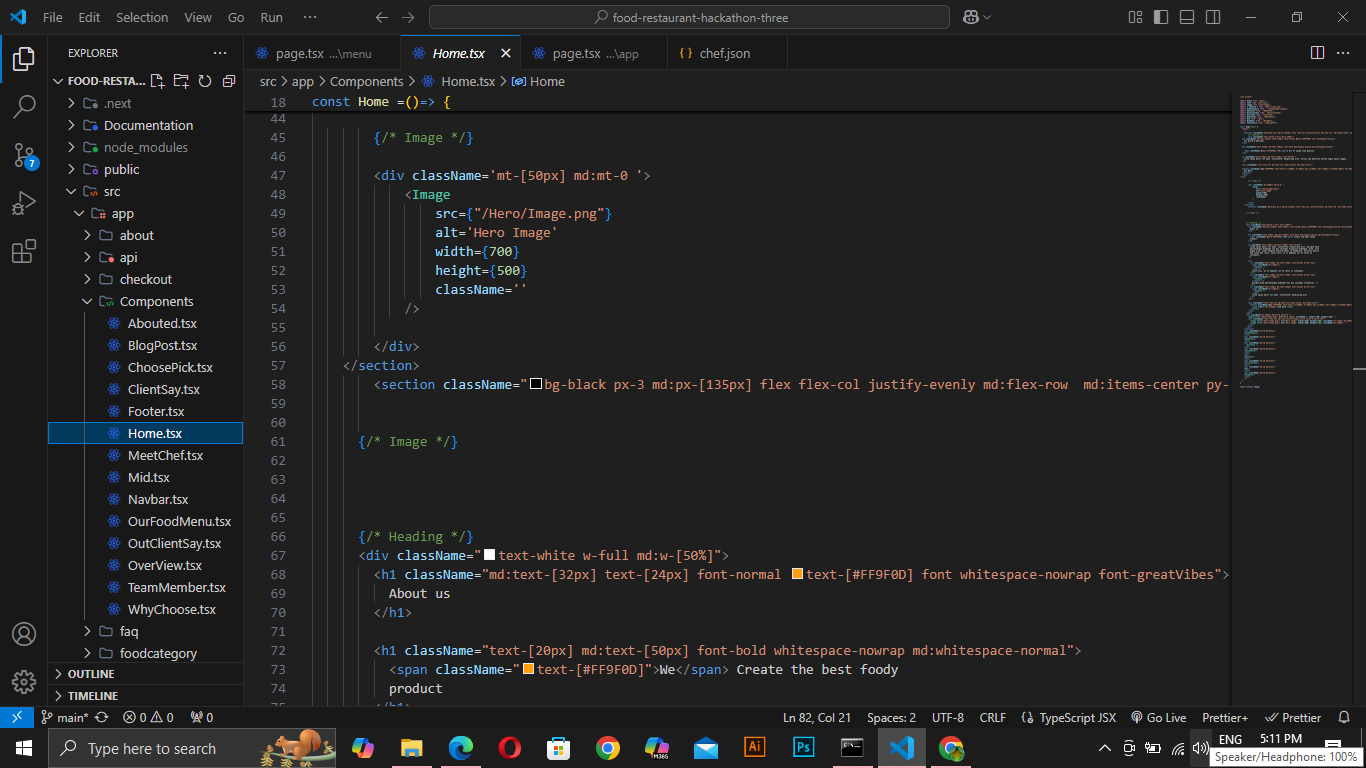 File Edit Selection View Go Run ···
food-restaurant-hackathon-three
EXPLORER ···
page.tsx ...\menu
Home.tsx
page.tsx ...\app
{ } chef.json
FOOD-RESTA...
src > app > Components > Home.tsx > Home
.next
Documentation
node_modules
public
src
app
about
api
checkout
Components
Abouted.tsx
BlogPost.tsx
ChoosePick.tsx
ClientSay.tsx
Footer.tsx
Home.tsx
MeetChef.tsx
Mid.tsx
Navbar.tsx
OurFoodMenu.tsx
OutClientSay.tsx
OverView.tsx
TeamMember.tsx
WhyChoose.tsx
faq
foodcategory
OUTLINE
TIMELINE
7
18 const Home =()=> {
44
45 {/* Image */}
46
47 <div className='mt-[50px] md:mt-0 '>
48 <Image
49 src={"/Hero/Image.png"}
50 alt='Hero Image'
51 width={700}
52 height={500}
53 className=''
54 />
55
56 </div>
57 </section>
58 <section className="bg-black px-3 md:px-[135px] flex flex-col justify-evenly md:flex-row  md:items-center py-
59
60
61 {/* Image */}
62
63
64
65
66 {/* Heading */}
67 <div className="text-white w-full md:w-[50%]">
68 <h1 className="md:text-[32px] text-[24px] font-normal text-[#FF9F0D] font whitespace-nowrap font-greatVibes">
69 About us
70 </h1>
71
72 <h1 className="text-[20px] md:text-[50px] font-bold whitespace-nowrap md:whitespace-normal">
73 <span className="text-[#FF9F0D]">We</span> Create the best foody
74 product
75 </h1>
main* 0 0 0
Ln 82, Col 21 Spaces: 2 UTF-8 CRLF {} TypeScript JSX Go Live Prettier+ Prettier
Type here to search
M365
Ai
Ps
ENG
5:11 PM
Speaker/Headphone: 100%